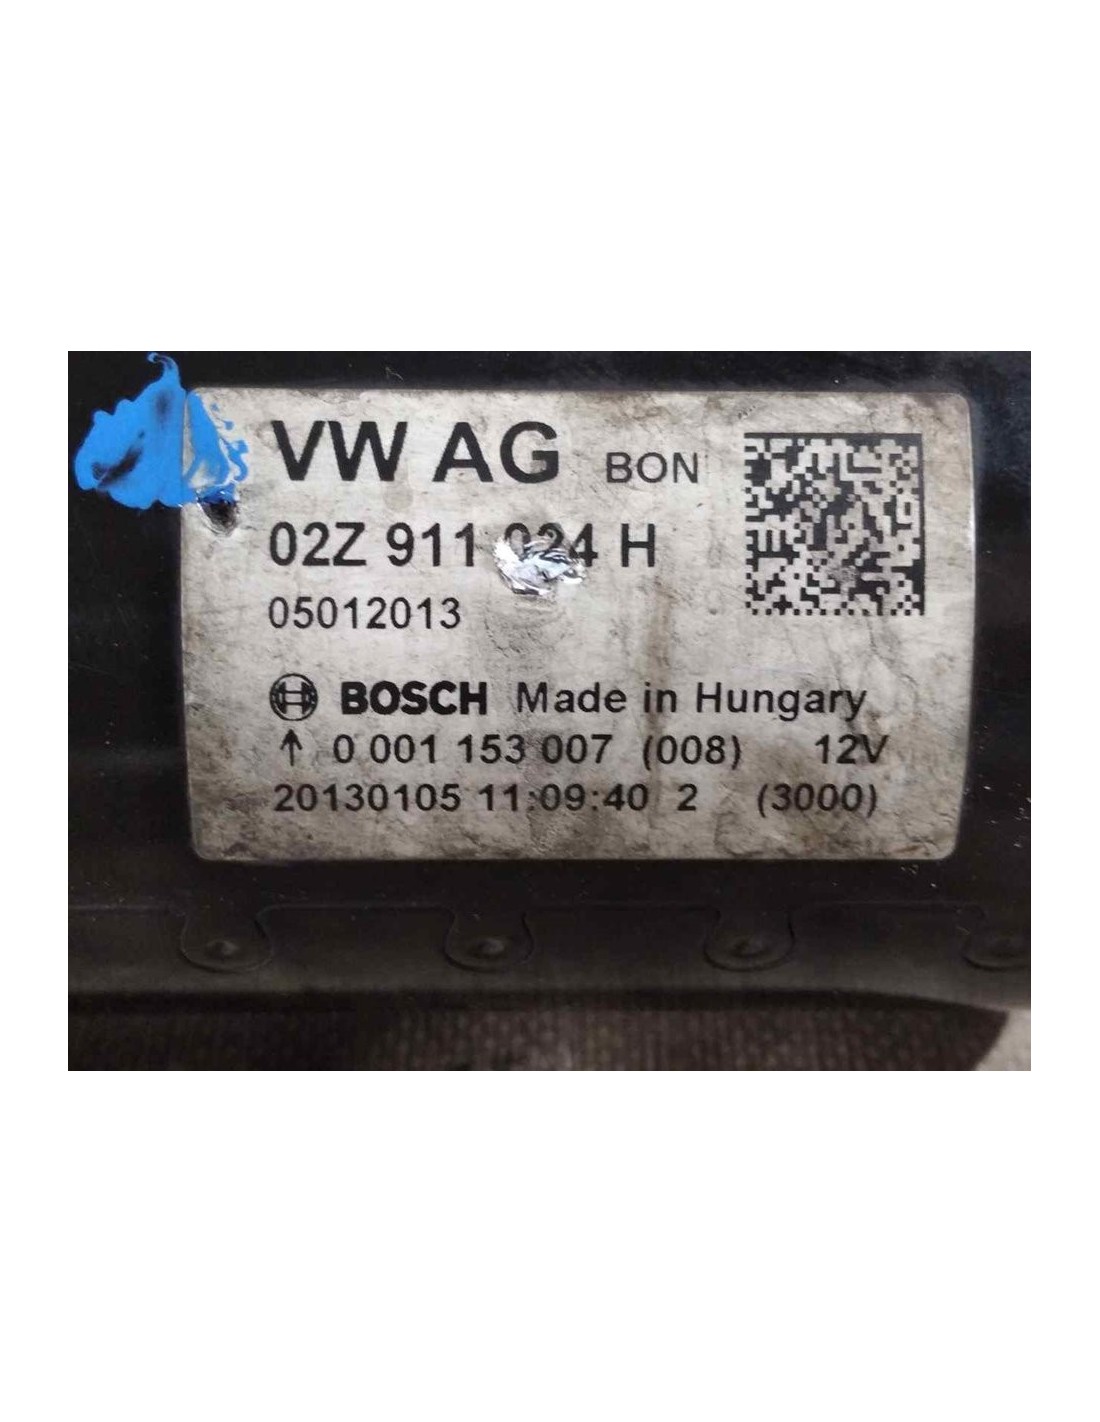 VW AG BON
02Z 911 024 H
05012013
BOSCH Made in Hungary
↑ 0 001 153 007 (008) 12V
20130105 11:09:40 2 (3000)